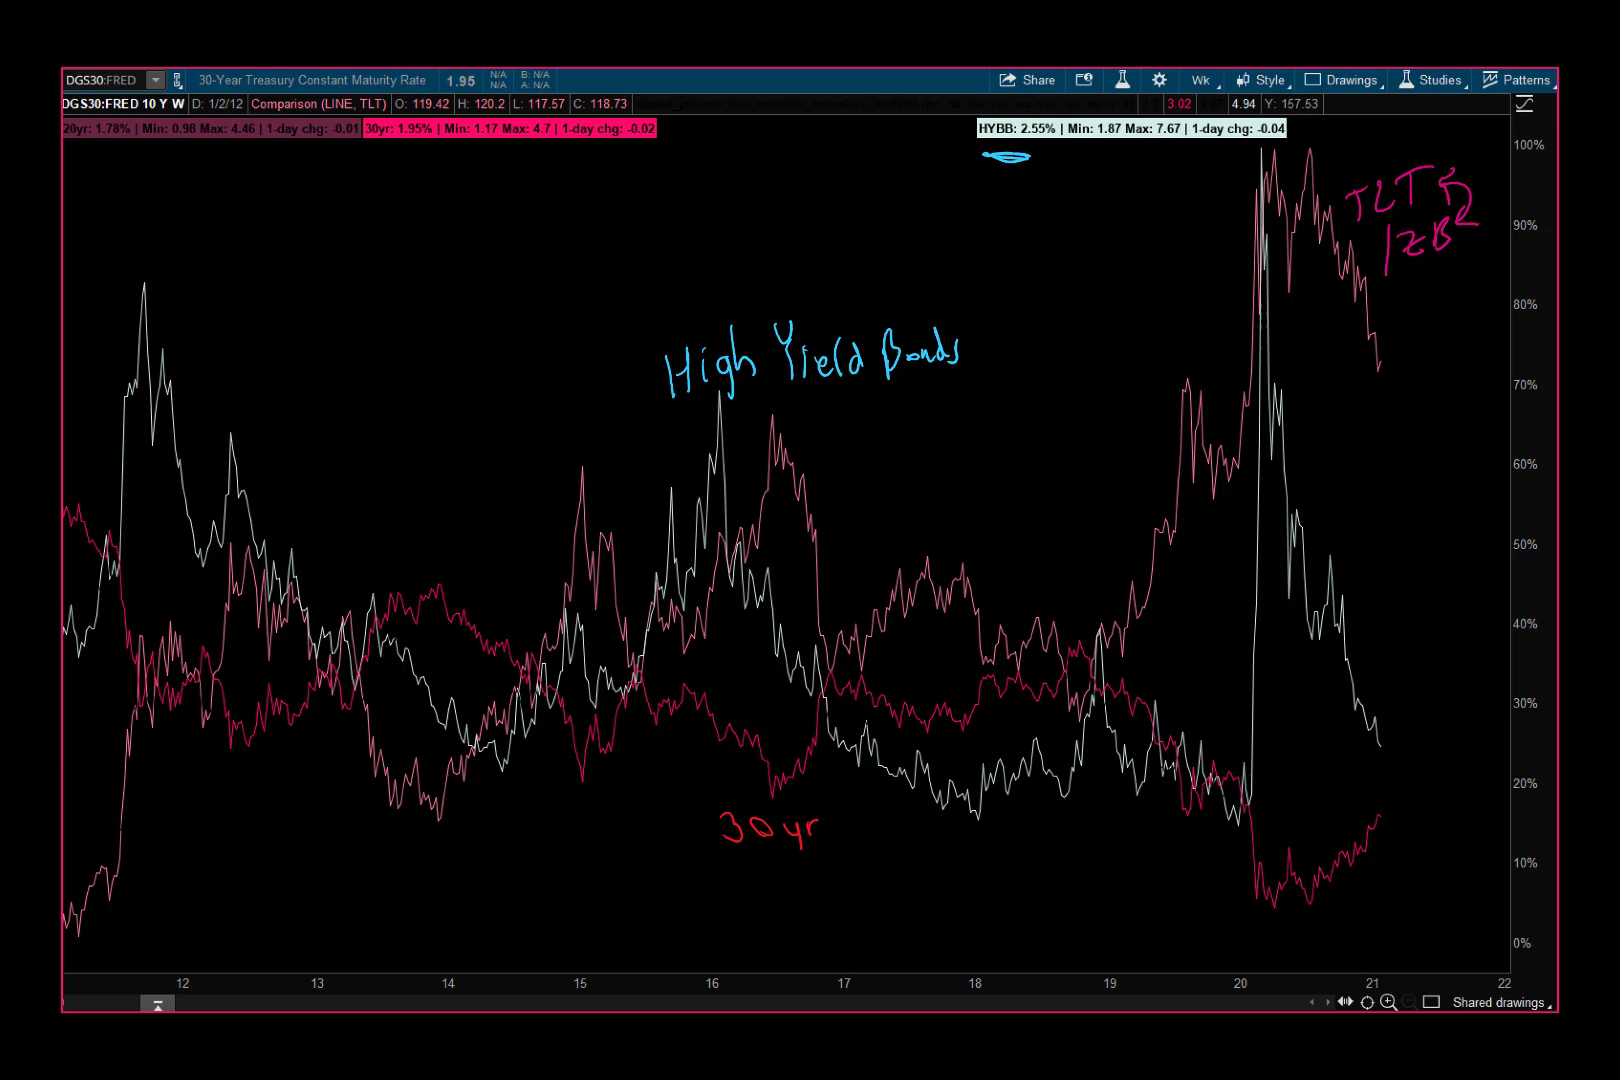 DGS30:FRED 30-Year Treasury Constant Maturity Rate 1.95 N/A N/A B: N/A A: N/A Share Wk Style Drawings Studies Patterns
DGS30:FRED 10 Y W D: 1/2/12 Comparison (LINE, TLT) O: 119.42 H: 120.2 L: 117.57 C: 118.73 3.02 4.94 Y: 157.53
20yr: 1.78% | Min: 0.98 Max: 4.46 | 1-day chg: -0.01 30yr: 1.95% | Min: 1.17 Max: 4.7 | 1-day chg: -0.02 HYBB: 2.55% | Min: 1.87 Max: 7.67 | 1-day chg: -0.04
100%
TLT
90%
/ZB
80%
High Yield Bonds
70%
60%
50%
40%
30%
20%
30 yr
10%
0%
12 13 14 15 16 17 18 19 20 21 22
Shared drawings